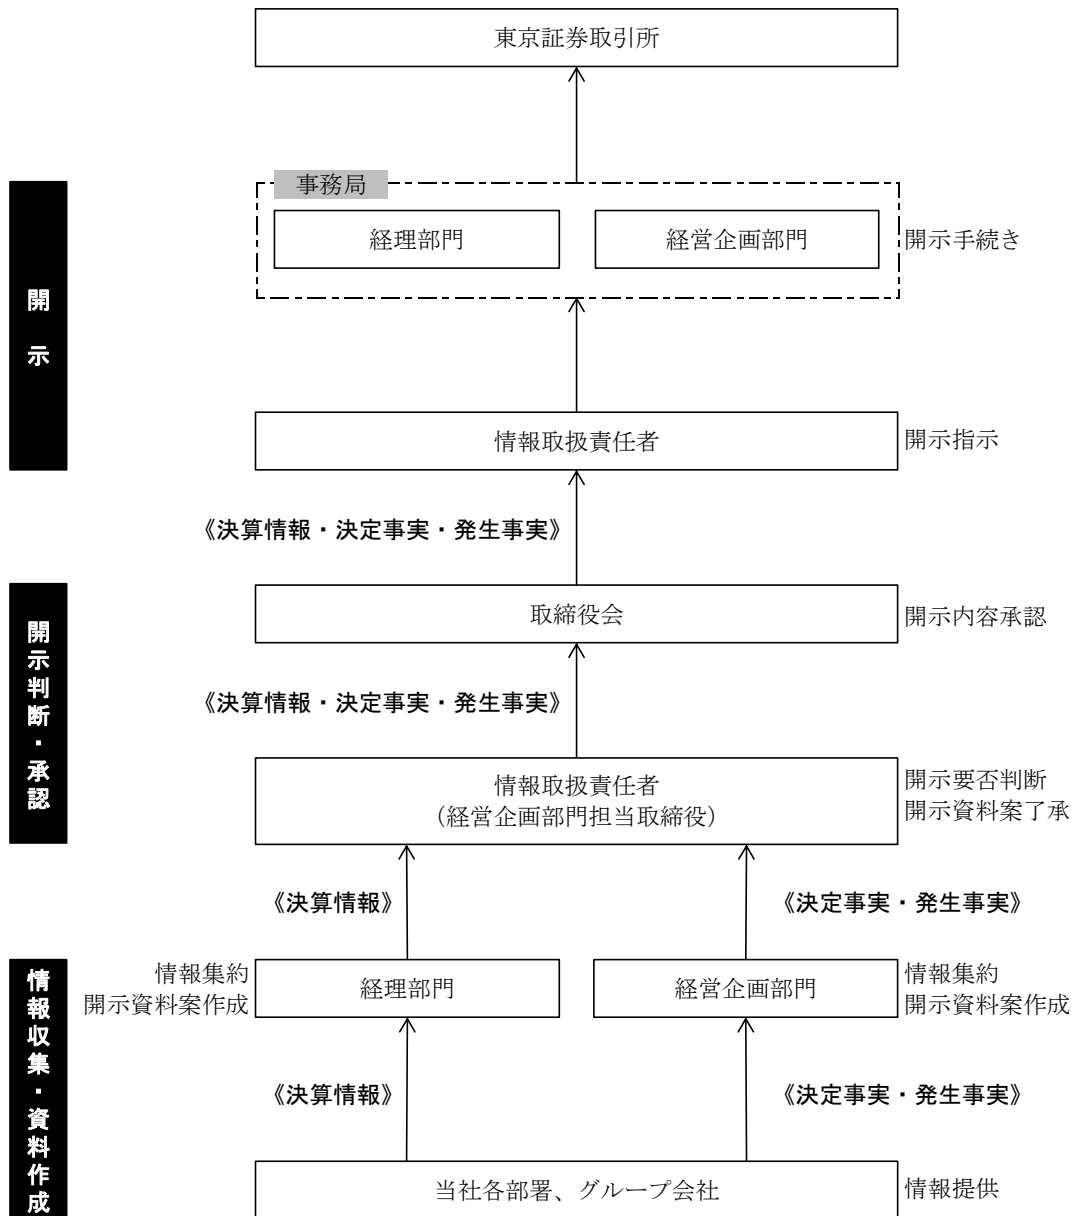 東京証券取引所
事務局
経理部門
経営企画部門
開示手続き
開示
情報取扱責任者
開示指示
《決算情報・決定事実・発生事実》
取締役会
開示内容承認
開示判断・承認
《決算情報・決定事実・発生事実》
情報取扱責任者
（経営企画部門担当取締役）
開示要否判断
開示資料案了承
《決算情報》
《決定事実・発生事実》
情報集約
開示資料案作成
経理部門
経営企画部門
情報集約
開示資料案作成
情報収集・資料作成
《決算情報》
《決定事実・発生事実》
当社各部署、グループ会社
情報提供